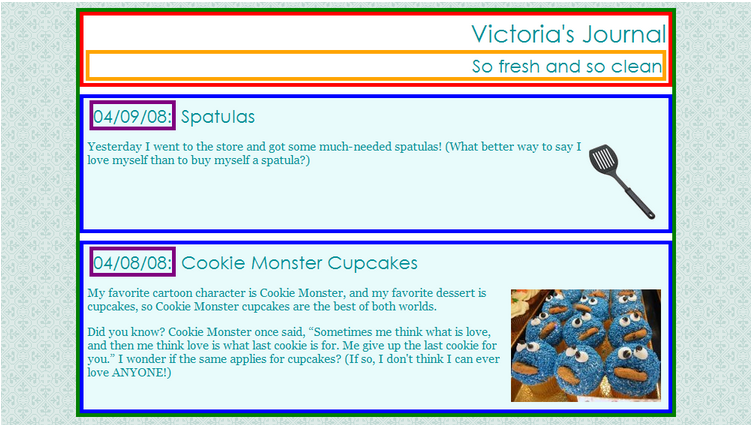 Victoria's Journal
So fresh and so clean
04/09/08: Spatulas
Yesterday I went to the store and got some much-needed spatulas! (What better way to say I
love myself than to buy myself a spatula?)
04/08/08: Cookie Monster Cupcakes
My favorite cartoon character is Cookie Monster, and my favorite dessert is
cupcakes, so Cookie Monster cupcakes are the best of both worlds.
Did you know? Cookie Monster once said, “Sometimes me think what is love,
and then me think love is what last cookie is for. Me give up the last cookie for
you.” I wonder if the same applies for cupcakes? (If so, I don't think I can ever
love ANYONE!)